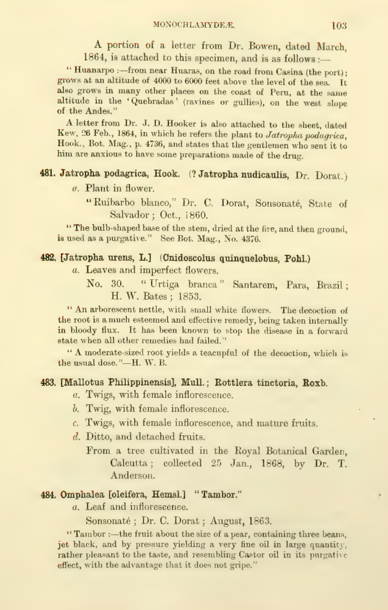 MONOCHLAMYDEÆ. 103
A portion of a letter from Dr. Bowen, dated March,
1864, is attached to this specimen, and is as follows:—
"Huanarpo:—from near Huaras, on the road from Casina (the port);
grows at an altitude of 4000 to 6000 feet above the level of the sea. It
also grows in many other places on the coast of Peru, at the same
altitude in the 'Quebradas' (ravines or gullies), on the west slope
of the Andes."
A letter from Dr. J. D. Hooker is also attached to the sheet, dated
Kew, 26 Feb., 1864, in which he refers the plant to Jatropha podagrica,
Hook., Bot. Mag., p. 4736, and states that the gentlemen who sent it to
him are anxious to have some preparations made of the drug.
481. Jatropha podagrica, Hook. (? Jatropha nudicaulis, Dr. Dorat.)
a. Plant in flower.
"Ruibarbo blanco," Dr. C. Dorat, Sonsonaté, State of
Salvador; Oct., 1860.
"The bulb-shaped base of the stem, dried at the fire, and then ground,
is used as a purgative." See Bot. Mag., No. 4376.
482. [Jatropha urens, L.] (Cnidoscolus quinquelobus, Pohl.)
a. Leaves and imperfect flowers.
No. 30. "Urtiga branca" Santarem, Para, Brazil;
H. W. Bates; 1853.
"An arborescent nettle, with small white flowers. The decoction of
the root is a much esteemed and effective remedy, being taken internally
in bloody flux. It has been known to stop the disease in a forward
state when all other remedies had failed."
"A moderate-sized root yields a teacupful of the decoction, which is
the usual dose."—H. W. B.
483. [Mallotus Philippinensis], Mull.; Rottlera tinctoria, Roxb.
a. Twigs, with female inflorescence.
b. Twig, with female inflorescence.
c. Twigs, with female inflorescence, and mature fruits.
d. Ditto, and detached fruits.
From a tree cultivated in the Royal Botanical Garden,
Calcutta; collected 25 Jan., 1868, by Dr. T.
Anderson.
484. Omphalea [oleifera, Hemsl.] "Tambor."
a. Leaf and inflorescence.
Sonsonaté; Dr. C. Dorat; August, 1863.
"Tambor:—the fruit about the size of a pear, containing three beans,
jet black, and by pressure yielding a very fine oil in large quantity,
rather pleasant to the taste, and resembling Castor oil in its purgative
effect, with the advantage that it does not gripe."